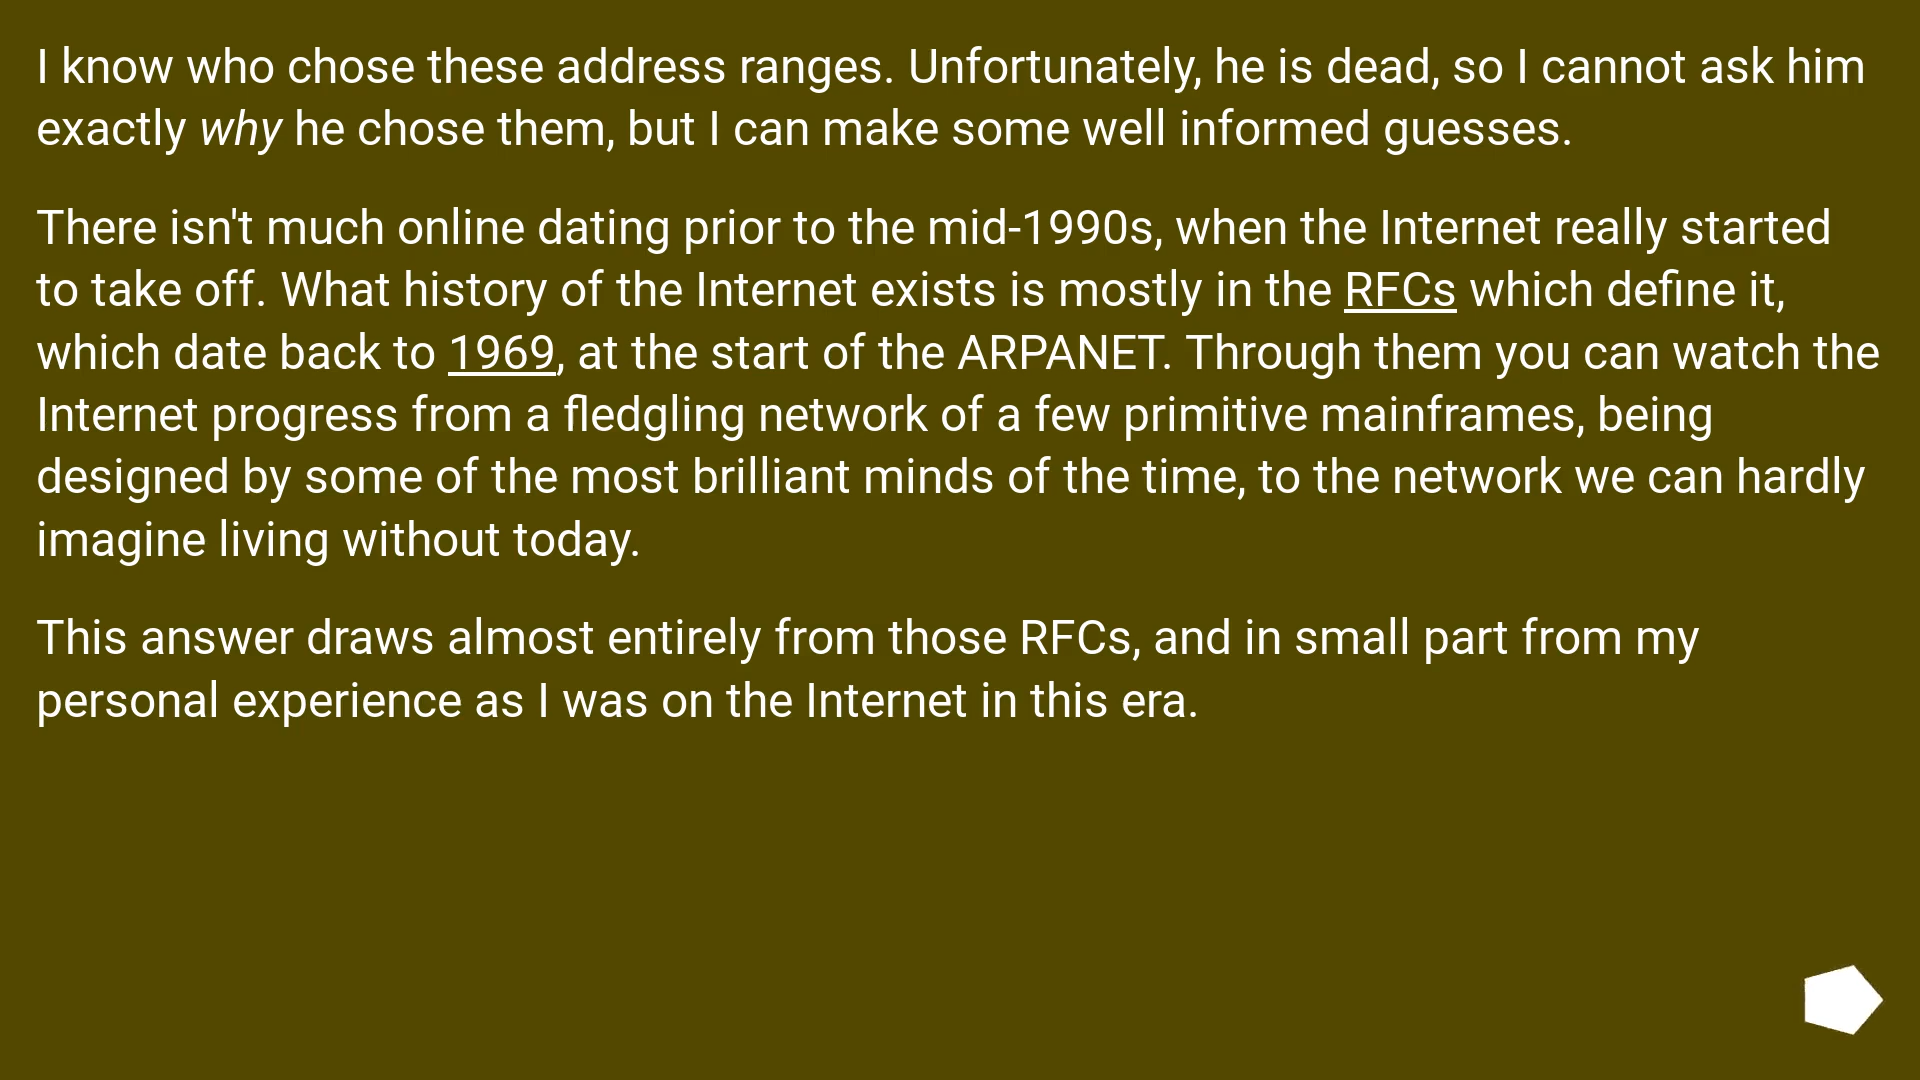 I know who chose these address ranges. Unfortunately, he is dead, so I cannot ask him
exactly why he chose them, but I can make some well informed guesses.
There isn't much online dating prior to the mid-1990s, when the Internet really started
to take off. What history of the Internet exists is mostly in the RFCs which define it,
which date back to 1969, at the start of the ARPANET. Through them you can watch the
Internet progress from a fledgling network of a few primitive mainframes, being
designed by some of the most brilliant minds of the time, to the network we can hardly
imagine living without today.
This answer draws almost entirely from those RFCs, and in small part from my
personal experience as I was on the Internet in this era.